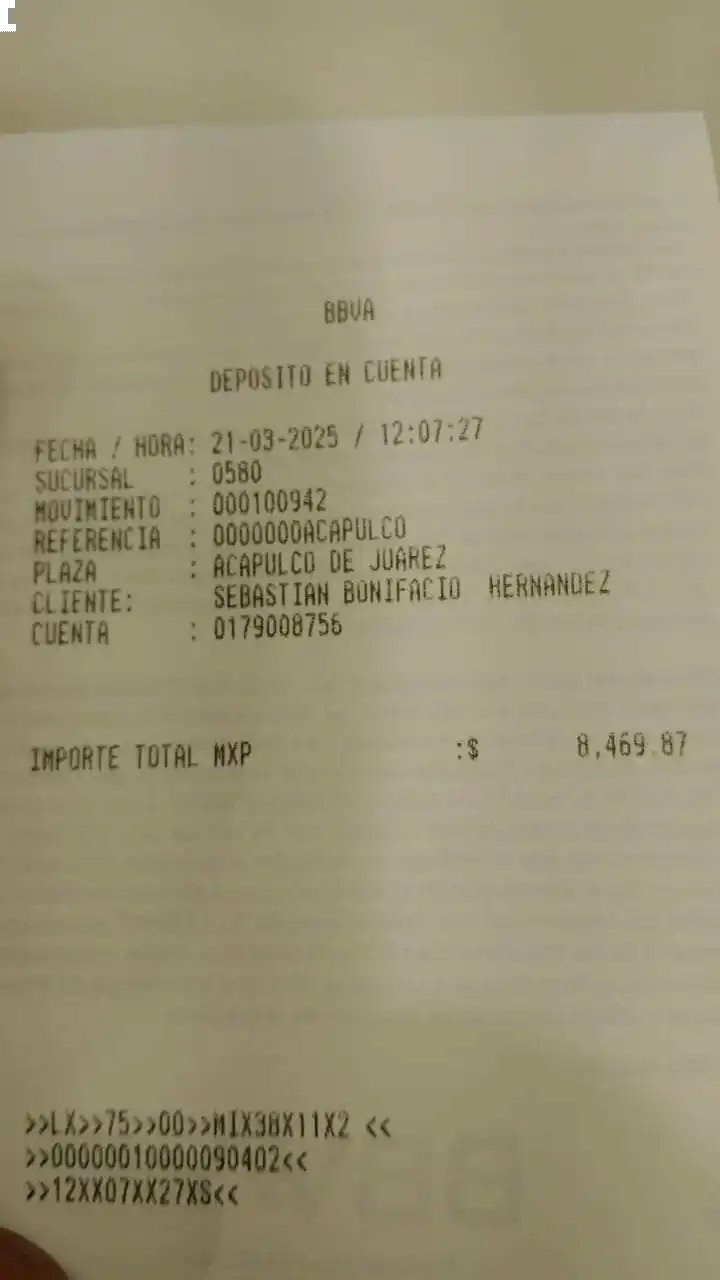 BBVA
DEPOSITO EN CUENTA
FECHA / HORA: 21-03-2025 / 12:07:27
SUCURSAL : 0580
MOVIMIENTO : 000100942
REFERENCIA : 0000000ACAPULCO
PLAZA : ACAPULCO DE JUAREZ
CLIENTE: SEBASTIAN BONIFACIO HERNANDEZ
CUENTA : 0179008756
IMPORTE TOTAL MXP :$ 8,469.87
>>LX>>75>>00>>MIX38X11X2 <<
>>00000010000090402<<
>>12XX07XX27XS<<